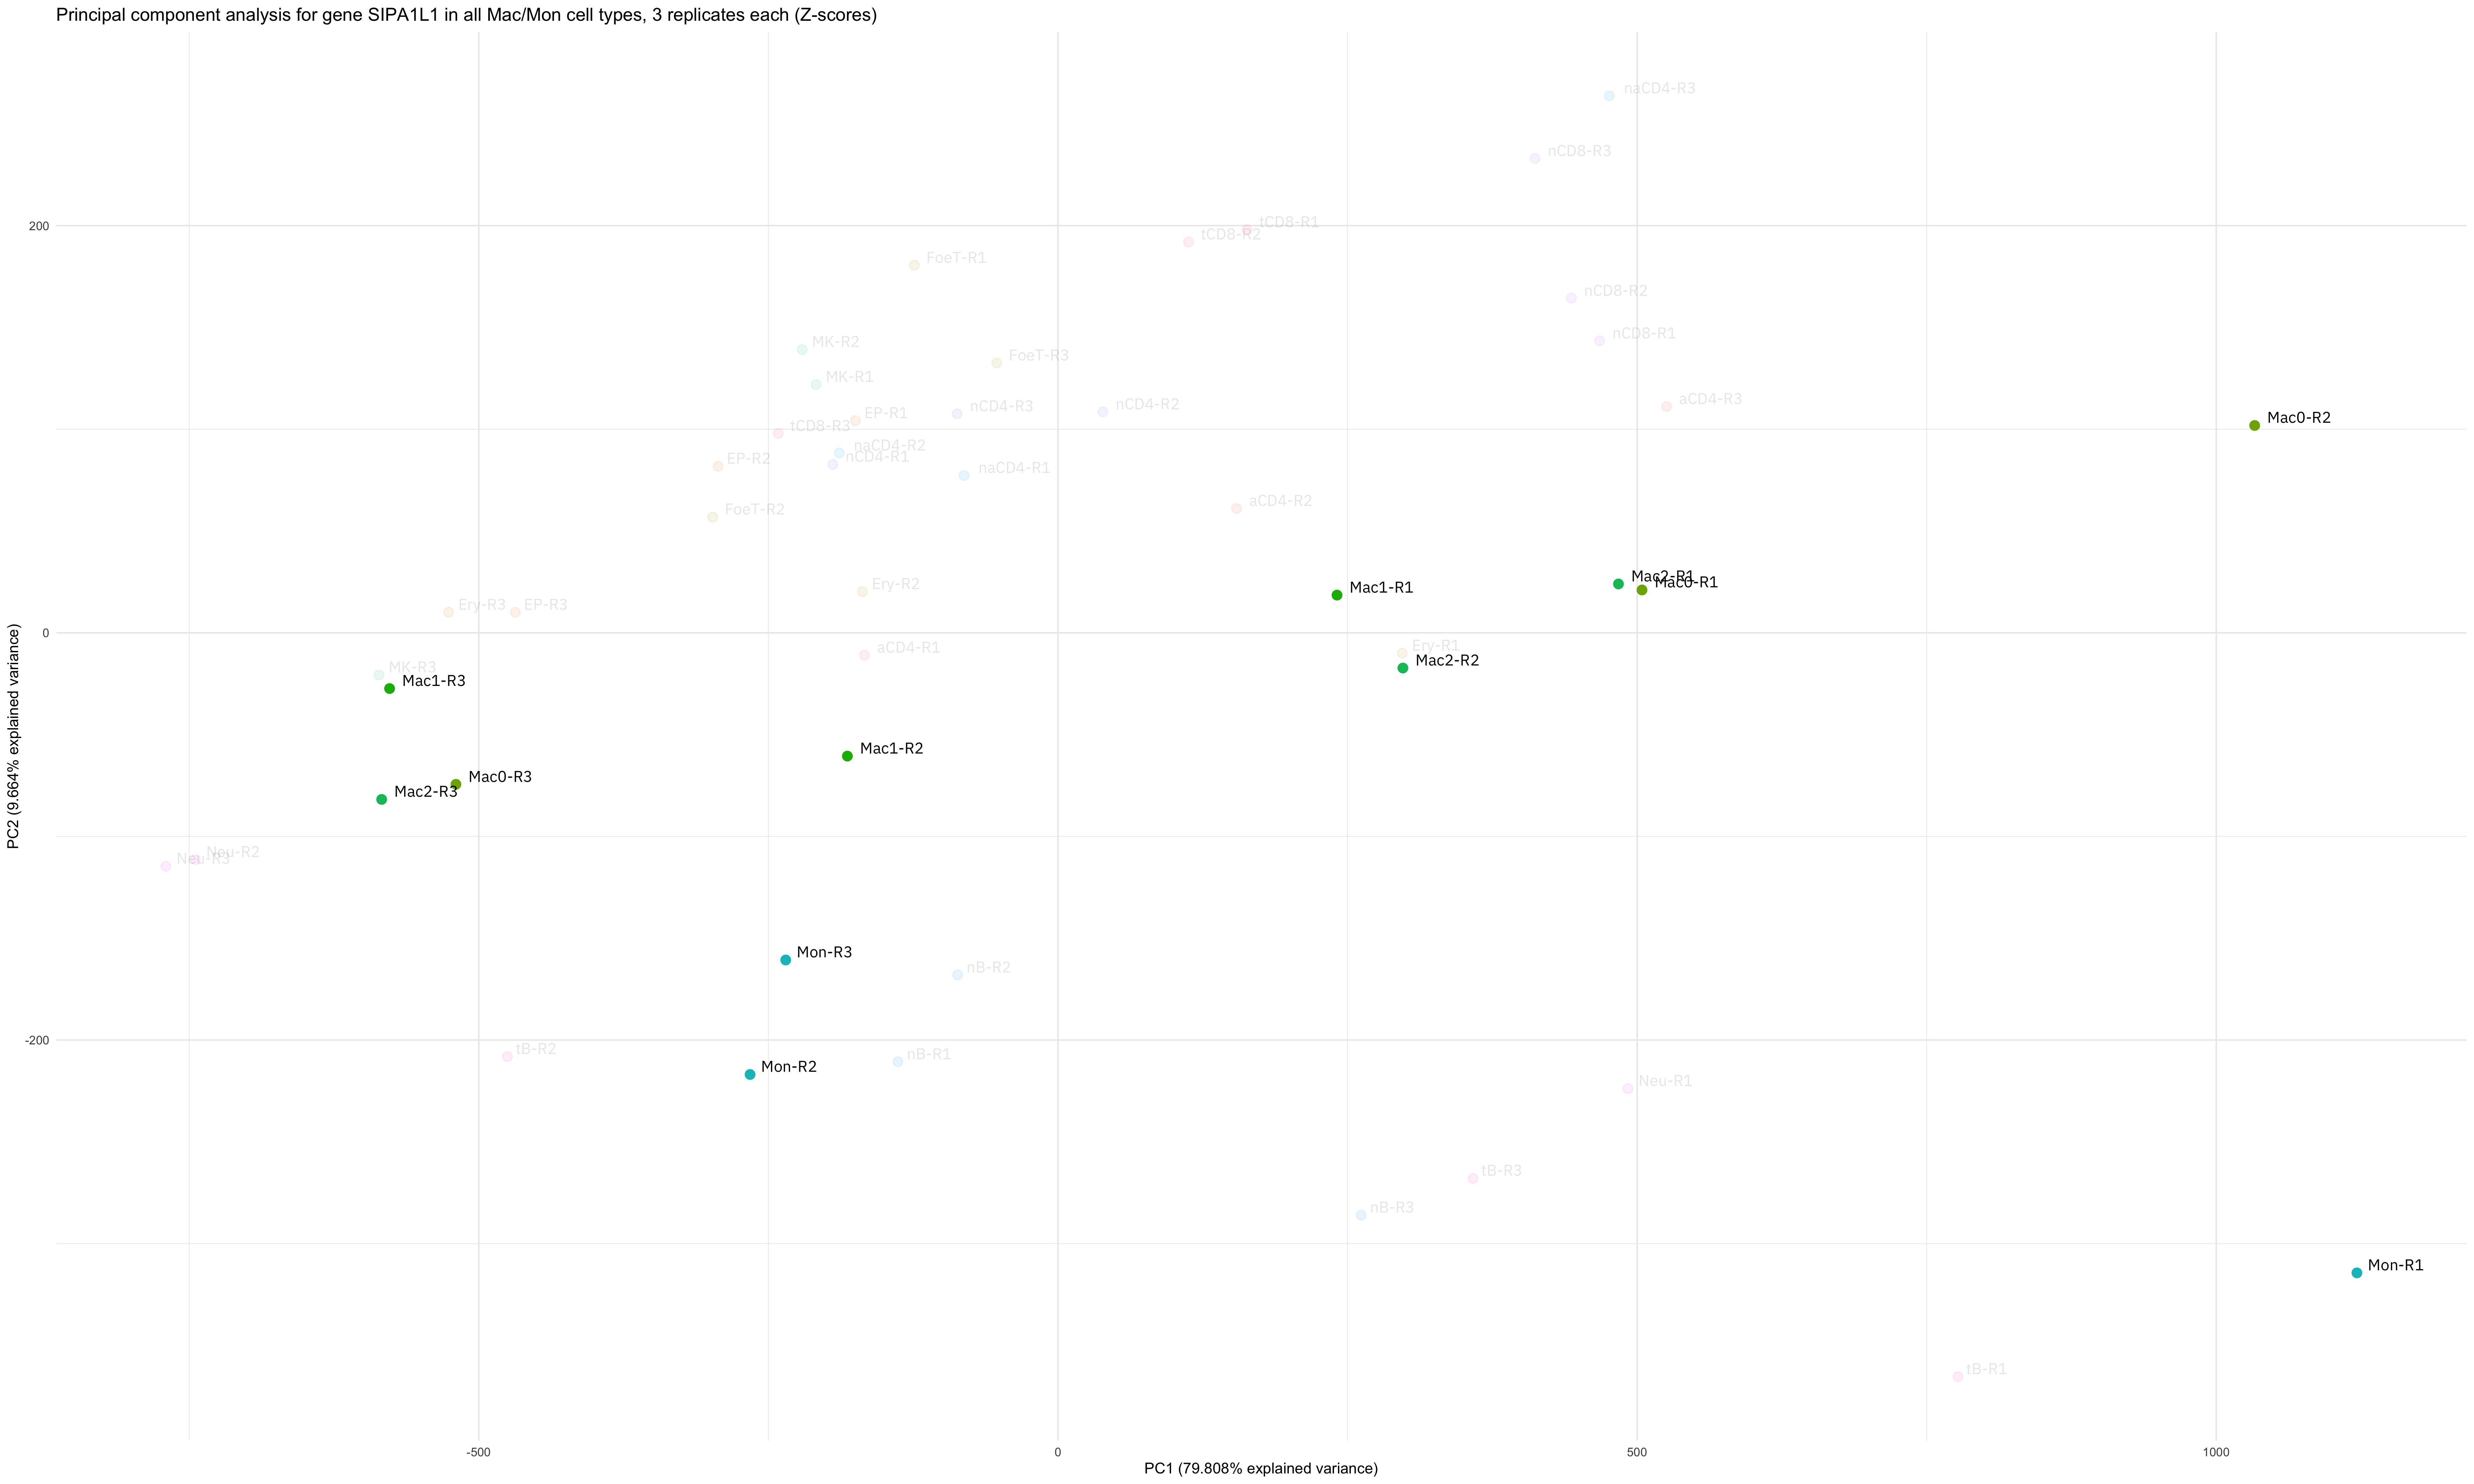 Principal component analysis for gene SIPA1L1 in all Mac/Mon cell types, 3 replicates each (Z-scores)
naCD4-R3
nCD8-R3
200
tCD8-R1
tCD8-R2
FoeT-R1
nCD8-R2
nCD8-R1
MK-R2
FoeT-R3
MK-R1
aCD4-R3
nCD4-R3
nCD4-R2
EP-R1
Mac0-R2
tCD8-R3
naCD4-R2
nCD4-R1
EP-R2
naCD4-R1
aCD4-R2
FoeT-R2
Mac2-R1
Mac0-R1
Ery-R2
Mac1-R1
Ery-R3
EP-R3
0
aCD4-R1
Ery-R1
Mac2-R2
MK-R3
Mac1-R3
Mac1-R2
Mac0-R3
Mac2-R3
Neu-R2
Neu-R3
Mon-R3
nB-R2
-200
tB-R2
nB-R1
Mon-R2
Neu-R1
tB-R3
nB-R3
Mon-R1
tB-R1
PC2 (9.664% explained variance)
-500
0
500
1000
PC1 (79.808% explained variance)